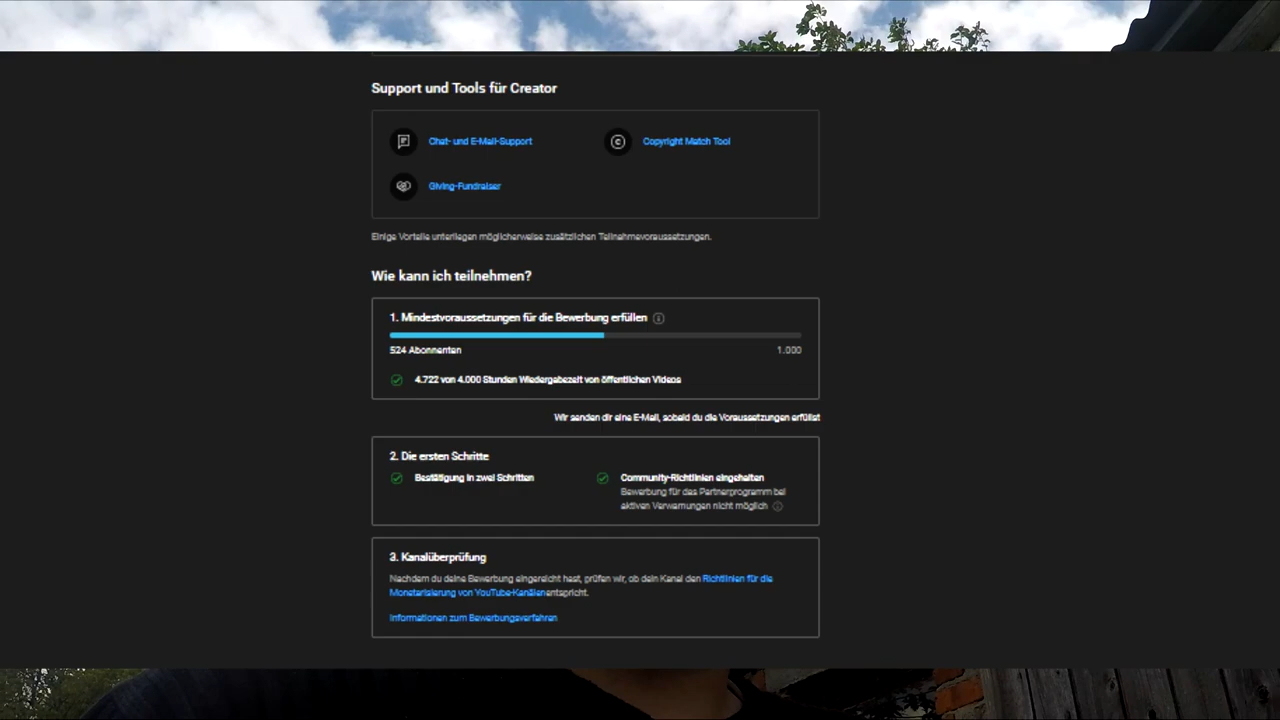 Support und Tools für Creator
Chat- und E-Mail-Support
Copyright Match Tool
Giving-Fundraiser
Einige Vorteile unterliegen möglicherweise zusätzlichen Teilnahmevoraussetzungen.
Wie kann ich teilnehmen?
1. Mindestvoraussetzungen für die Bewerbung erfüllen
524 Abonnenten
1.000
4.722 von 4.000 Stunden Wiedergabezeit von öffentlichen Videos
Wir senden dir eine E-Mail, sobald du die Voraussetzungen erfüllst
2. Die ersten Schritte
Bestätigung in zwei Schritten
Community-Richtlinien eingehalten
Bewerbung für das Partnerprogramm bei
aktiven Verwarnungen nicht möglich
3. Kanalüberprüfung
Nachdem du deine Bewerbung eingereicht hast, prüfen wir, ob dein Kanal den Richtlinien für die
Monetarisierung von YouTube-Kanälenentspricht.
Informationen zum Bewerbungsverfahren